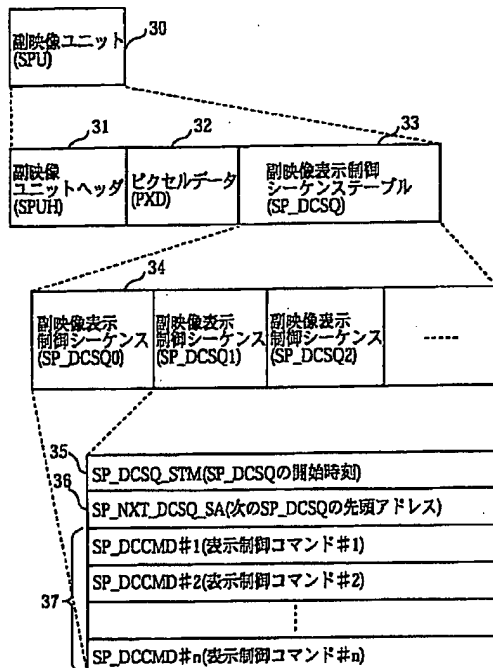 副映像ユニット
(SPU)
30
31
32
33
副映像
ユニットヘッダ
(SPUH)
ピクセルデータ
(PXD)
副映像表示制御
シーケンステーブル
(SP_DCSQ)
34
副映像表示
制御シーケンス
(SP_DCSQ0)
副映像表示
制御シーケンス
(SP_DCSQ1)
副映像表示
制御シーケンス
(SP_DCSQ2)
35
SP_DCSQ_STM(SP_DCSQの開始時刻)
36
SP_NXT_DCSQ_SA(次のSP_DCSQの先頭アドレス)
37
SP_DCCMD#1(表示制御コマンド#1)
SP_DCCMD#2(表示制御コマンド#2)
SP_DCCMD#n(表示制御コマンド#n)